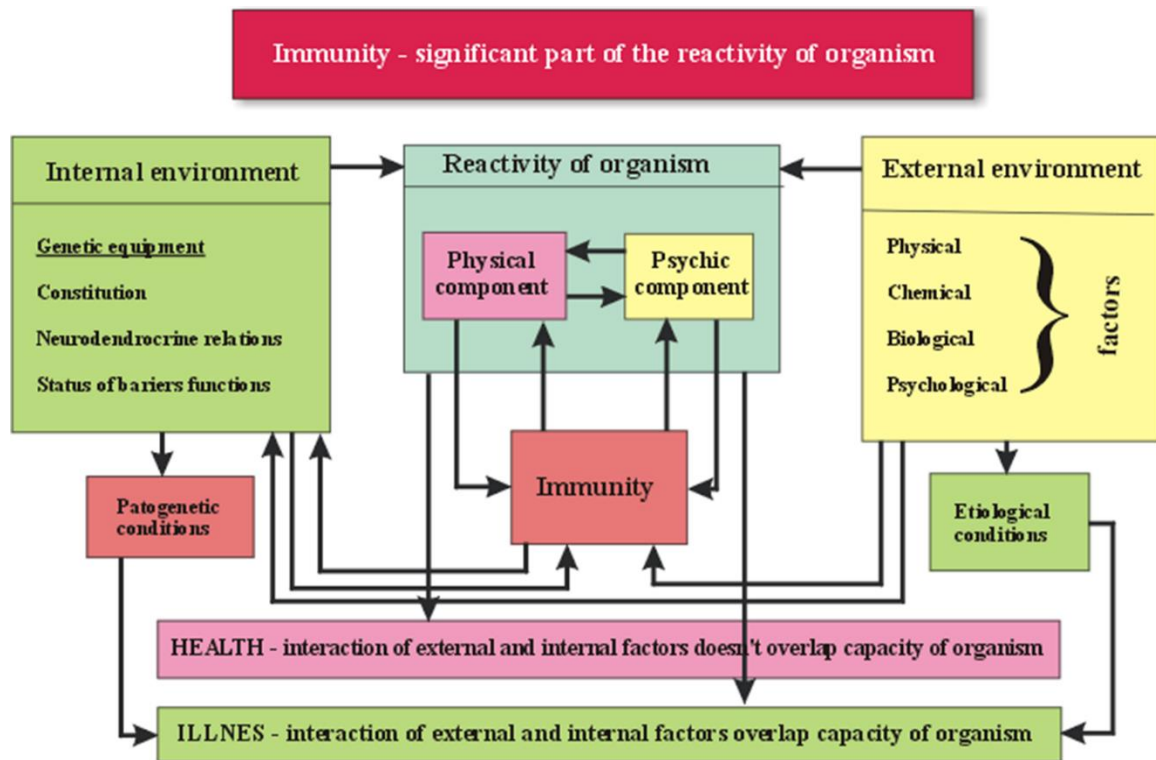 Immunity - significant part of the reactivity of organism
Internal environment
Genetic equipment
Constitution
Neurodendrocrine relations
Status of bariers functions
Reactivity of organism
Physical
component
Psychic
component
External environment
Physical
Chemical
Biological
Psychological
factors
Immunity
Patogenetic
conditions
Etiological
conditions
HEALTH - interaction of external and internal factors doesn't overlap capacity of organism
ILLNES - interaction of external and internal factors overlap capacity of organism